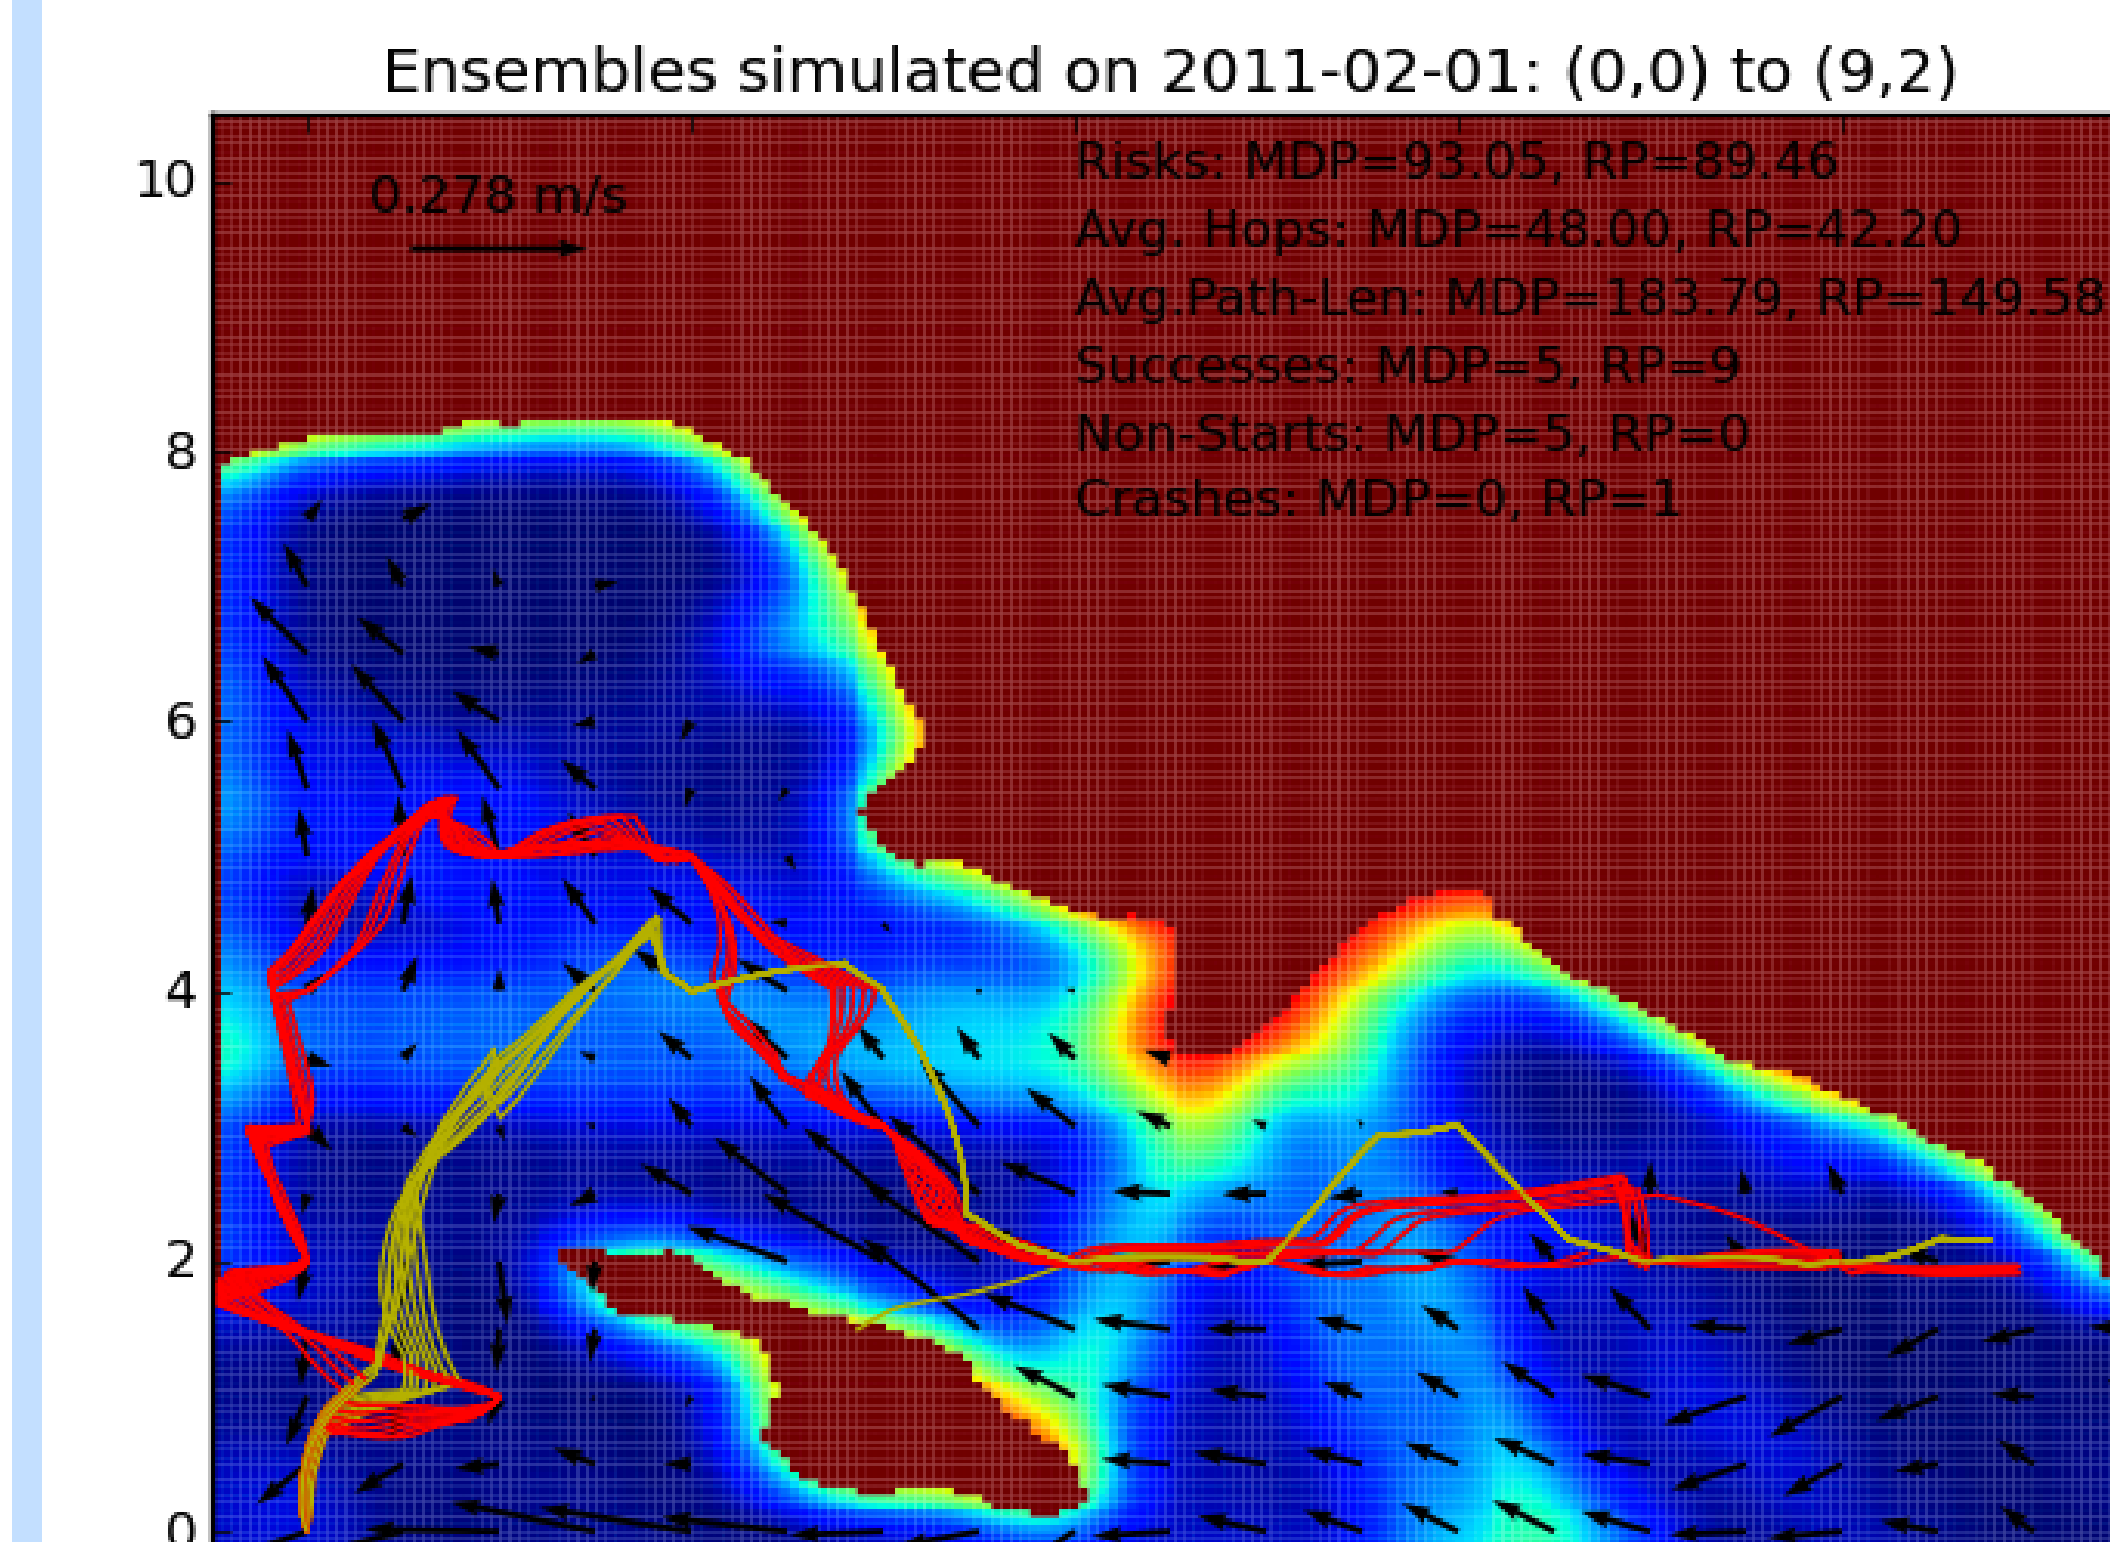 Ensembles simulated on 2011-02-01: (0,0) to (9,2)
10
0.278 m/s
Risks: MDP=93.05, RP=89.46
Avg. Hops: MDP=48.00, RP=42.20
Avg.Path-Len: MDP=183.79, RP=149.58
Successes: MDP=5, RP=9
Non-Starts: MDP=5, RP=0
Crashes: MDP=0, RP=1
8
6
4
2
0